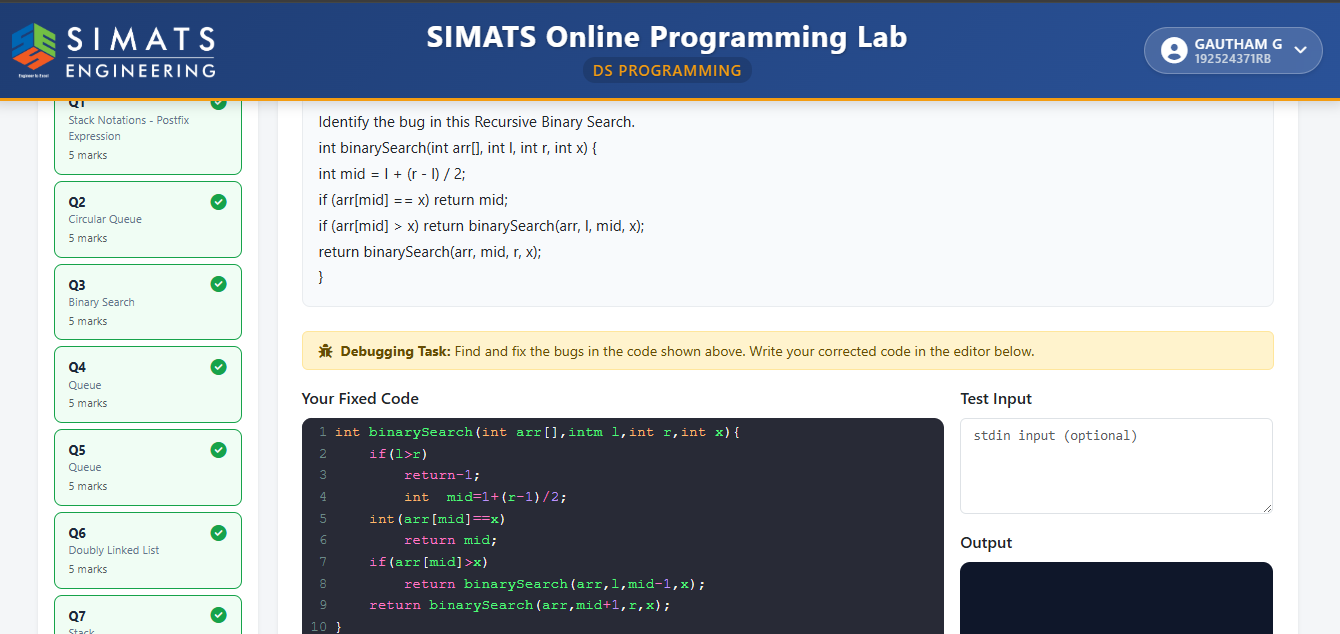 SIMATS
ENGINEERING
Engineer to Excel
SIMATS Online Programming Lab
DS PROGRAMMING
GAUTHAM G
192524371RB
Q1
Stack Notations - Postfix
Expression
5 marks
Q2
Circular Queue
5 marks
Q3
Binary Search
5 marks
Q4
Queue
5 marks
Q5
Queue
5 marks
Q6
Doubly Linked List
5 marks
Q7
Stack
Identify the bug in this Recursive Binary Search.
int binarySearch(int arr[], int l, int r, int x) {
int mid = l + (r - l) / 2;
if (arr[mid] == x) return mid;
if (arr[mid] > x) return binarySearch(arr, l, mid, x);
return binarySearch(arr, mid, r, x);
}
Debugging Task: Find and fix the bugs in the code shown above. Write your corrected code in the editor below.
Your Fixed Code
1 int binarySearch(int arr[],intm l,int r,int x){
2 if(l>r)
3 return-1;
4 int  mid=1+(r-1)/2;
5 int(arr[mid]==x)
6 return mid;
7 if(arr[mid]>x)
8 return binarySearch(arr,l,mid-1,x);
9 return binarySearch(arr,mid+1,r,x);
10 }
Test Input
stdin input (optional)
Output